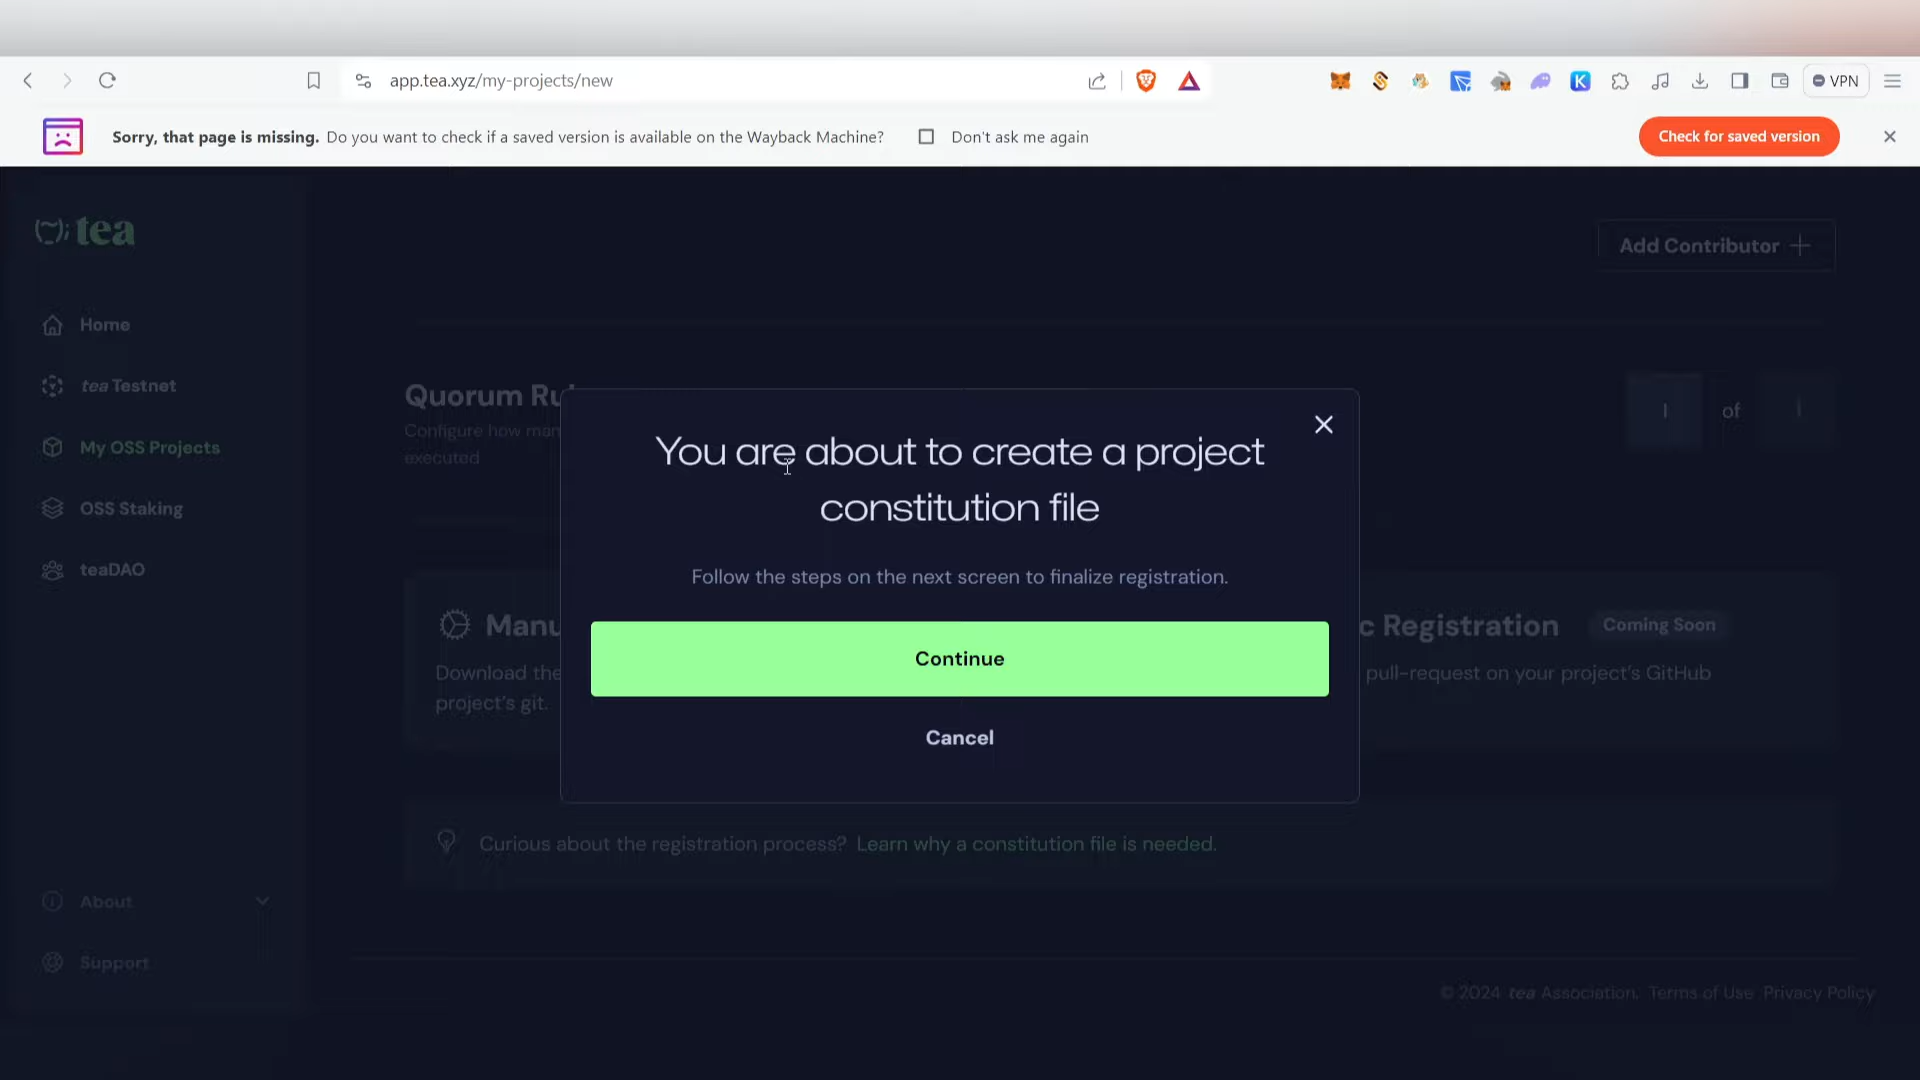 app.tea.xyz/my-projects/new
VPN
Sorry, that page is missing. Do you want to check if a saved version is available on the Wayback Machine?
Don't ask me again
Check for saved version
tea
Add Contributor
Home
tea Testnet
My OSS Projects
OSS Staking
teaDAO
Quorum Ru
Configure how man
executed
1 of 1
You are about to create a project
constitution file
Follow the steps on the next screen to finalize registration.
Continue
Cancel
Manu
Download the
project's git.
c Registration
Coming Soon
pull-request on your project's GitHub
Curious about the registration process? Learn why a constitution file is needed.
About
Support
© 2024 tea Association. Terms of Use Privacy Policy